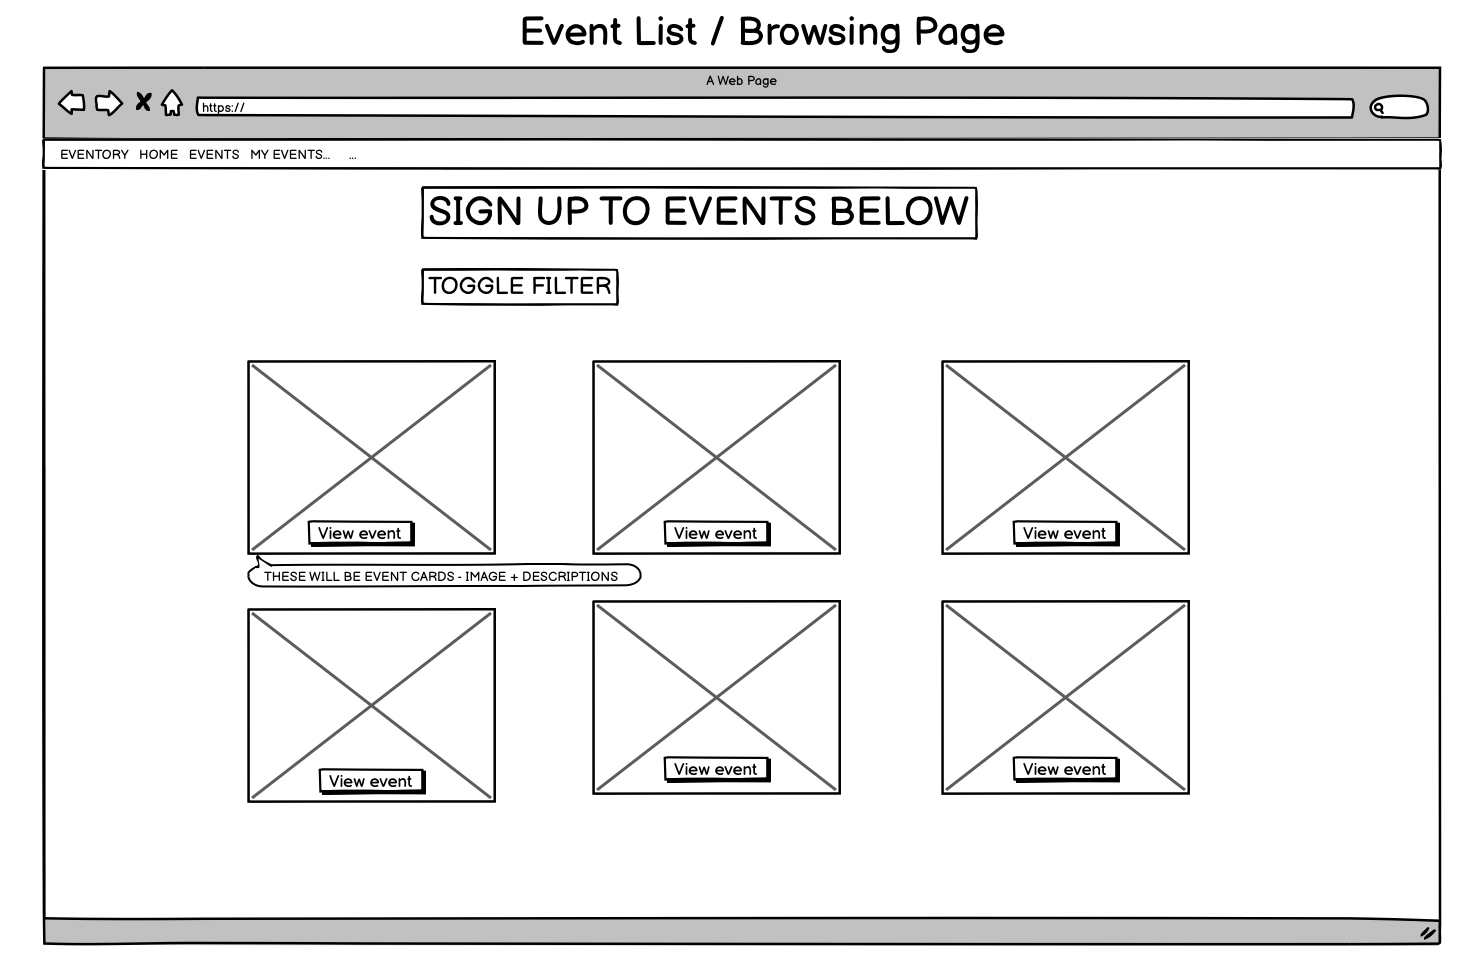 Event List / Browsing Page
A Web Page
https://
EVENTORY HOME EVENTS MY EVENTS... ...
SIGN UP TO EVENTS BELOW
TOGGLE FILTER
View event View event View event
THESE WILL BE EVENT CARDS - IMAGE + DESCRIPTIONS
View event View event View event